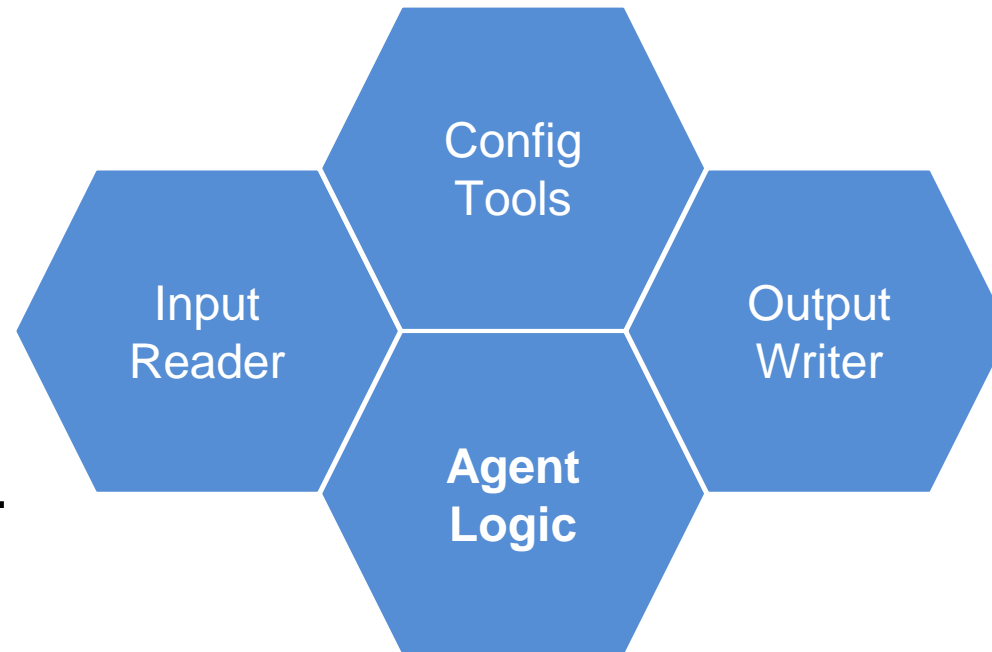 Config
Tools
Input
Reader
Output
Writer
Agent
Logic
.